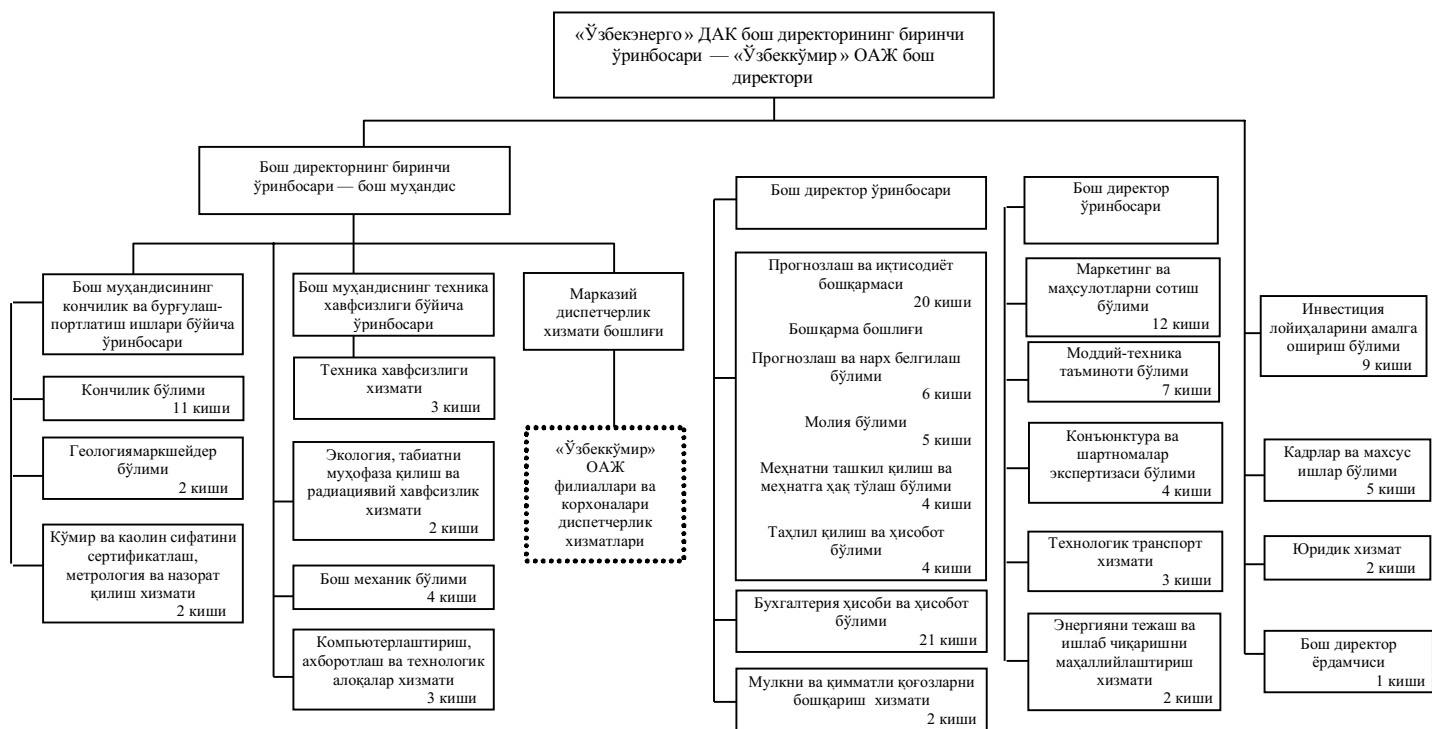 «Ўзбекэнерго» ДАК бош директорининг биринчи
ўринбосари — «Ўзбеккўмир» ОАЖ бош
директори
Бош директорнинг биринчи
ўринбосари — бош муҳандис
Бош муҳандисининг
кончилик ва бурғулаш-
портлатиш ишлари бўйича
ўринбосари
Кончилик бўлими
11 киши
Геологиямаркшейдер
бўлими
2 киши
Кўмир ва каолин сифатини
сертификатлаш,
метрология ва назорат
қилиш хизмати
2 киши
Бош муҳандиснинг техника
хавфсизлиги бўйича
ўринбосари
Техника хавфсизлиги
хизмати
3 киши
Экология, табиатни
муҳофаза қилиш ва
радиациявий хавфсизлик
хизмати
2 киши
Бош механик бўлими
4 киши
Компьютерлаштириш,
ахборотлаш ва технологик
алоқалар хизмати
3 киши
Марказий
диспетчерлик
хизмати бошлиғи
«Ўзбеккўмир»
ОАЖ
филиаллари ва
корхоналари
диспетчерлик
хизматлари
Бош директор ўринбосари
Прогнозлаш ва иқтисодиёт
бошқармаси
20 киши
Бошқарма бошлиғи
Прогнозлаш ва нарх белгилаш
бўлими
6 киши
Молия бўлими
5 киши
Меҳнатни ташкил қилиш ва
меҳнатга ҳақ тўлаш бўлими
4 киши
Таҳлил қилиш ва ҳисобот
бўлими
4 киши
Бухгалтерия ҳисоби ва ҳисобот
бўлими
21 киши
Мулкни ва қимматли қоғозларни
бошқариш хизмати
2 киши
Бош директор
ўринбосари
Маркетинг ва
маҳсулотларни сотиш
бўлими
12 киши
Моддий-техника
таъминоти бўлими
7 киши
Конъюнктура ва
шартномалар
экспертизаси бўлими
4 киши
Технологик транспорт
хизмати
3 киши
Энергияни тежаш ва
ишлаб чиқаришни
маҳаллийлаштириш
хизмати
2 киши
Инвестиция
лойиҳаларини амалга
ошириш бўлими
9 киши
Кадрлар ва махсус
ишлар бўлими
5 киши
Юридик хизмат
2 киши
Бош директор
ёрдамчиси
1 киши